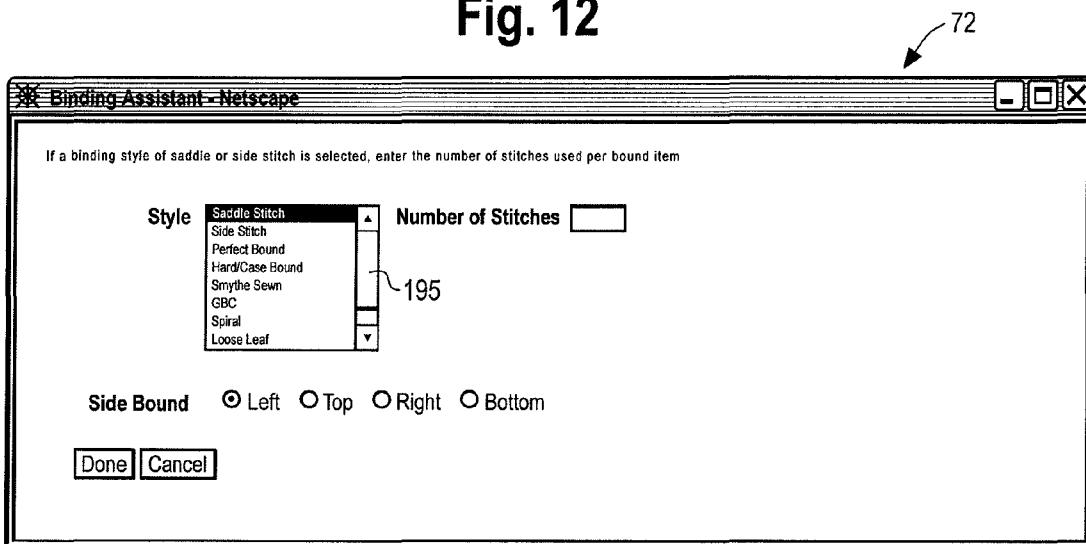 Fig. 12
72
Binding Assistant - Netscape
If a binding style of saddle or side stitch is selected, enter the number of stitches used per bound item
Style
Saddle Stitch
Side Stitch
Perfect Bound
Hard/Case Bound
Smythe Sewn
GBC
Spiral
Loose Leaf
Number of Stitches
195
Side Bound Left Top Right Bottom
Done Cancel